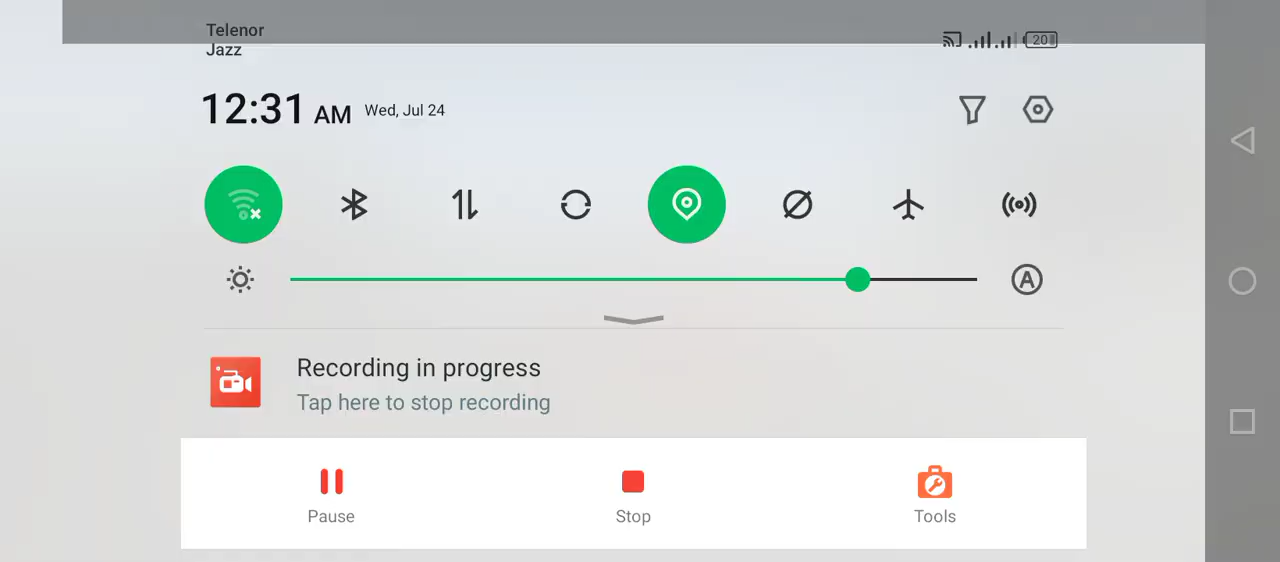 Telenor
Jazz
20
12:31 AM Wed, Jul 24
A
Recording in progress
Tap here to stop recording
Pause
Stop
Tools